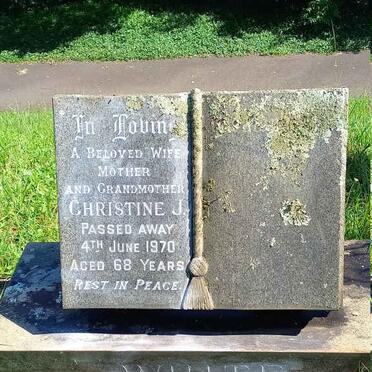 In Loving
A BELOVED WIFE
MOTHER
AND GRANDMOTHER
CHRISTINE J.
PASSED AWAY
4TH JUNE 1970
AGED 68 YEARS
REST IN PEACE.